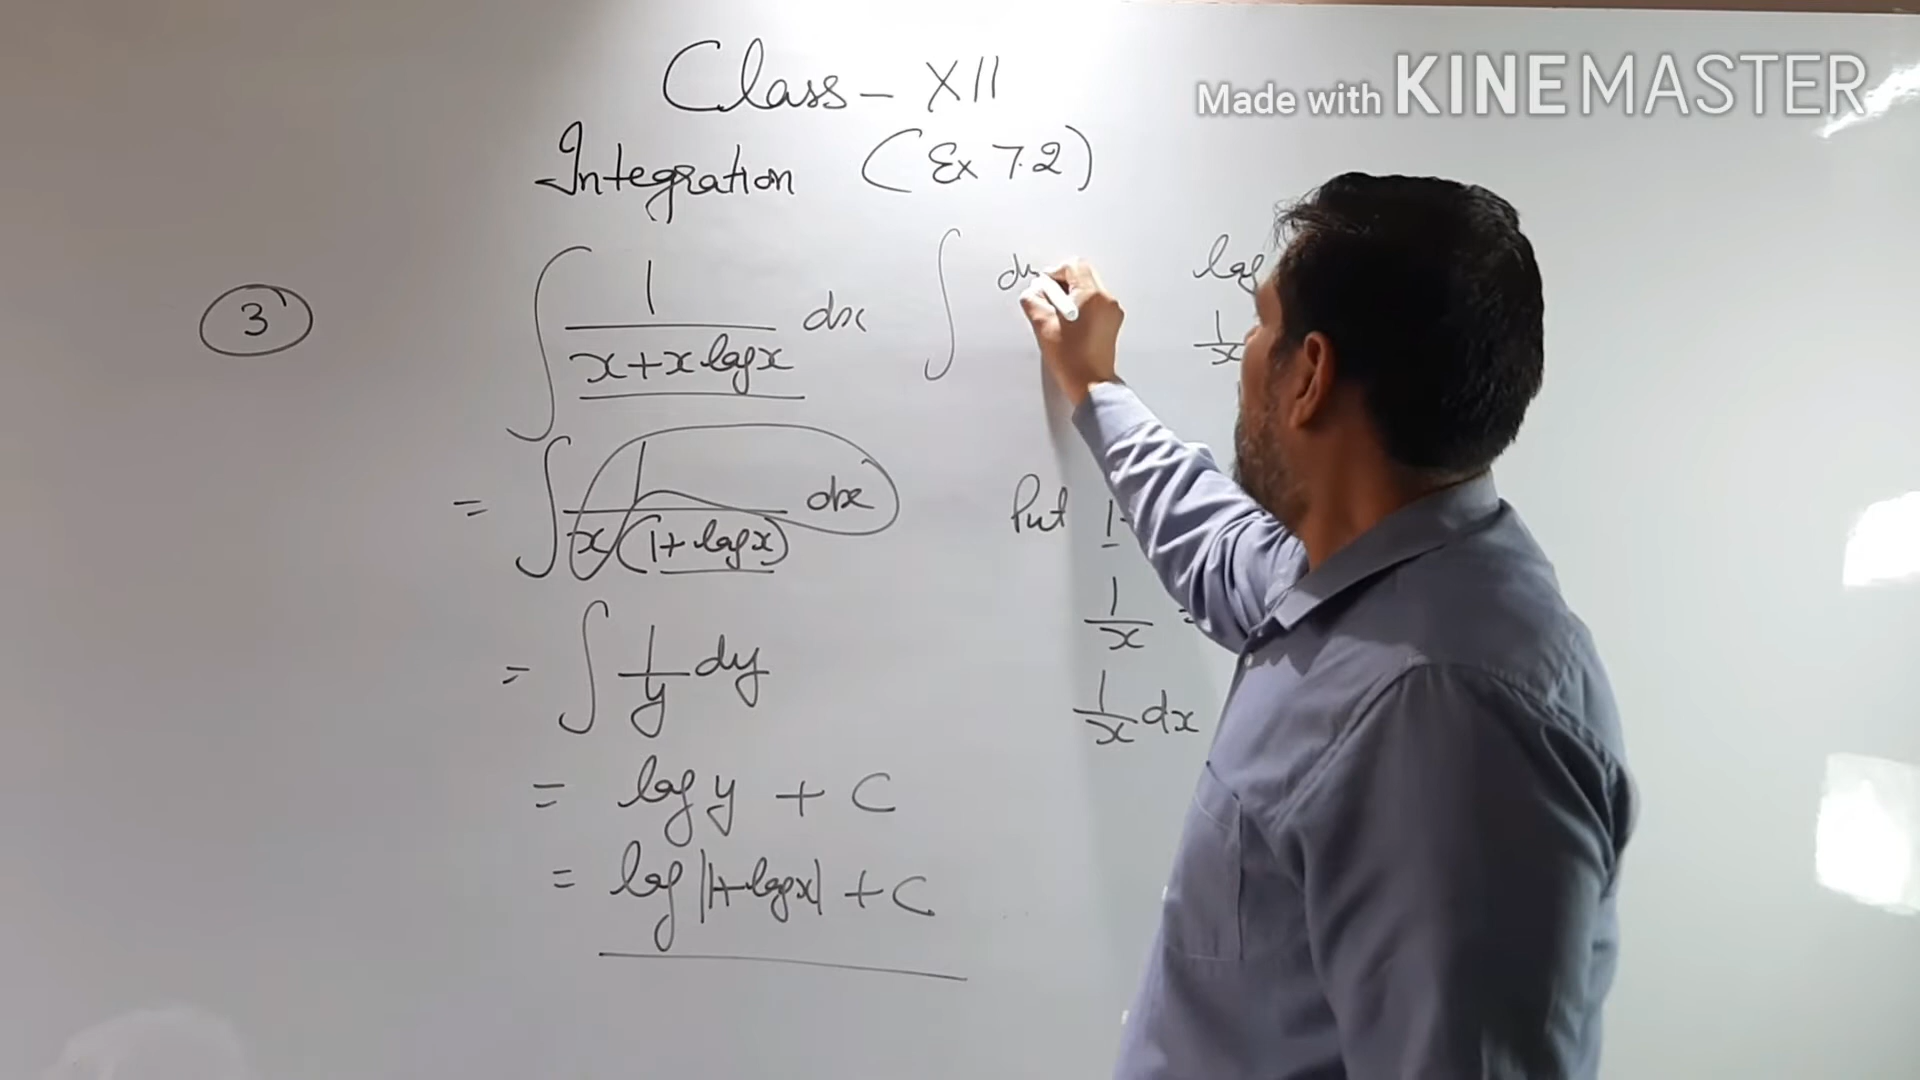 Class - XII
Made with KINEMASTER
Integration (Ex 7.2)
3
∫ 1/(x+x log x) dx
∫ dx
log
1/x
= ∫ 1/(x(1+log x)) dx
Put 1+
= ∫ 1/y dy
1/x =
1/x dx
= log y + C
= log |1+log x| + C